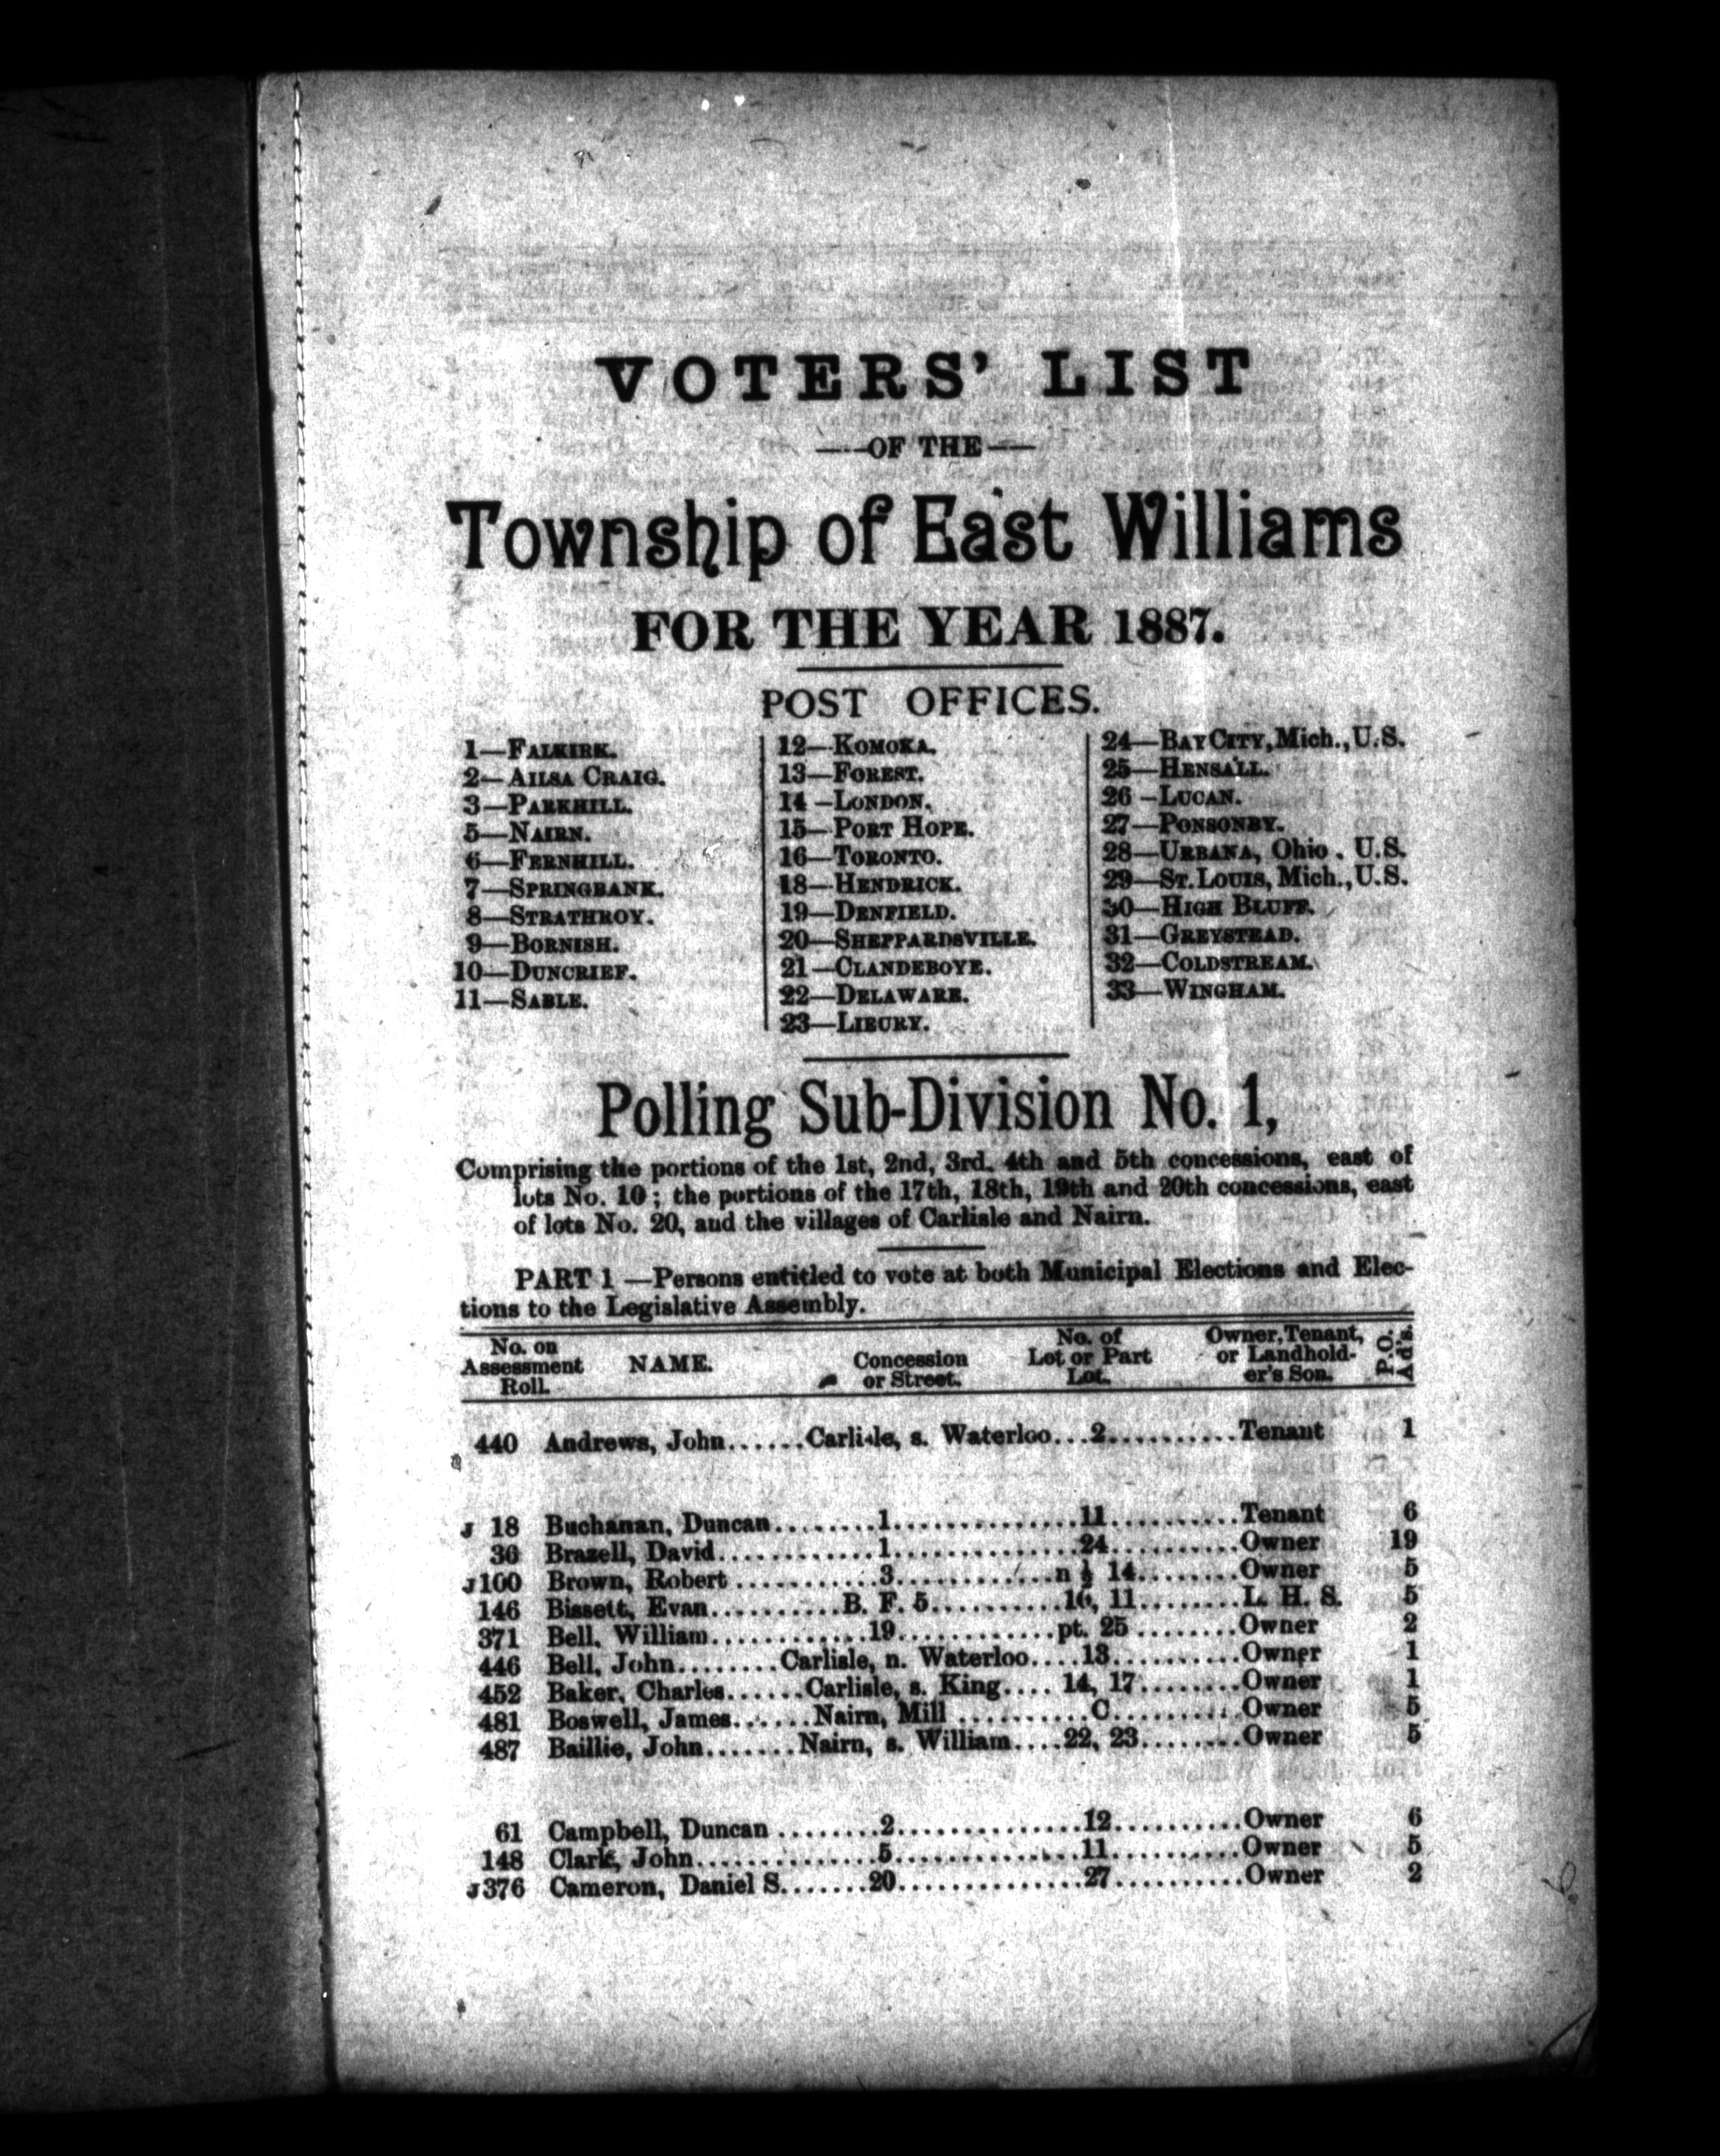 VOTERS' LIST
—OF THE—
Township of East Williams
FOR THE YEAR 1887.
POST OFFICES.
1—FALKIRK.
2—AILSA CRAIG.
3—PARKHILL.
5—NAIRN.
6—FERNHILL.
7—SPRINGBANK.
8—STRATHROY.
9—BORNISH.
10—DUNCRIEF.
11—SABLE.
12—KOMOKA.
13—FOREST.
14—LONDON.
15—PORT HOPE.
16—TORONTO.
18—HENDRICK.
19—DENFIELD.
20—SHEPPARDSVILLE.
21—CLANDEBOYE.
22—DELAWARE.
23—LIEURY.
24—BAY CITY, Mich., U.S.
25—HENSALL.
26—LUCAN.
27—PONSONBY.
28—URBANA, Ohio. U.S.
29—ST. LOUIS, Mich., U.S.
30—HIGH BLUFF.
31—GREYSTEAD.
32—COLDSTREAM.
33—WINGHAM.
Polling Sub-Division No. 1,
Comprising the portions of the 1st, 2nd, 3rd, 4th and 5th concessions, east of
lots No. 10; the portions of the 17th, 18th, 19th and 20th concessions, east
of lots No. 20, and the villages of Carlisle and Nairn.
PART 1—Persons entitled to vote at both Municipal Elections and Elec-
tions to the Legislative Assembly.
No. on Assessment Roll. NAME. Concession or Street. No. of Lot or Part Lot. Owner, Tenant, or Landholder's Son. P.O. Ad's.
440 Andrews, John......Carlisle, s. Waterloo...2..........Tenant 1
J 18 Buchanan, Duncan........1..............11..........Tenant 6
36 Brazell, David............1..............24..........Owner 19
J100 Brown, Robert...........3............n ½ 14........Owner 5
146 Bissett, Evan..........B. F. 5..........10, 11........L. H. S. 5
371 Bell, William............19............pt. 25........Owner 2
446 Bell, John........Carlisle, n. Waterloo....13..........Owner 1
452 Baker, Charles......Carlisle, s. King....14, 17........Owner 1
481 Boswell, James......Nairn, Mill..........C..........Owner 5
487 Baillie, John.......Nairn, s. William....22, 23........Owner 5
61 Campbell, Duncan........2..............12..........Owner 6
148 Clark, John..............5..............11..........Owner 5
J376 Cameron, Daniel S.......20..............27..........Owner 2